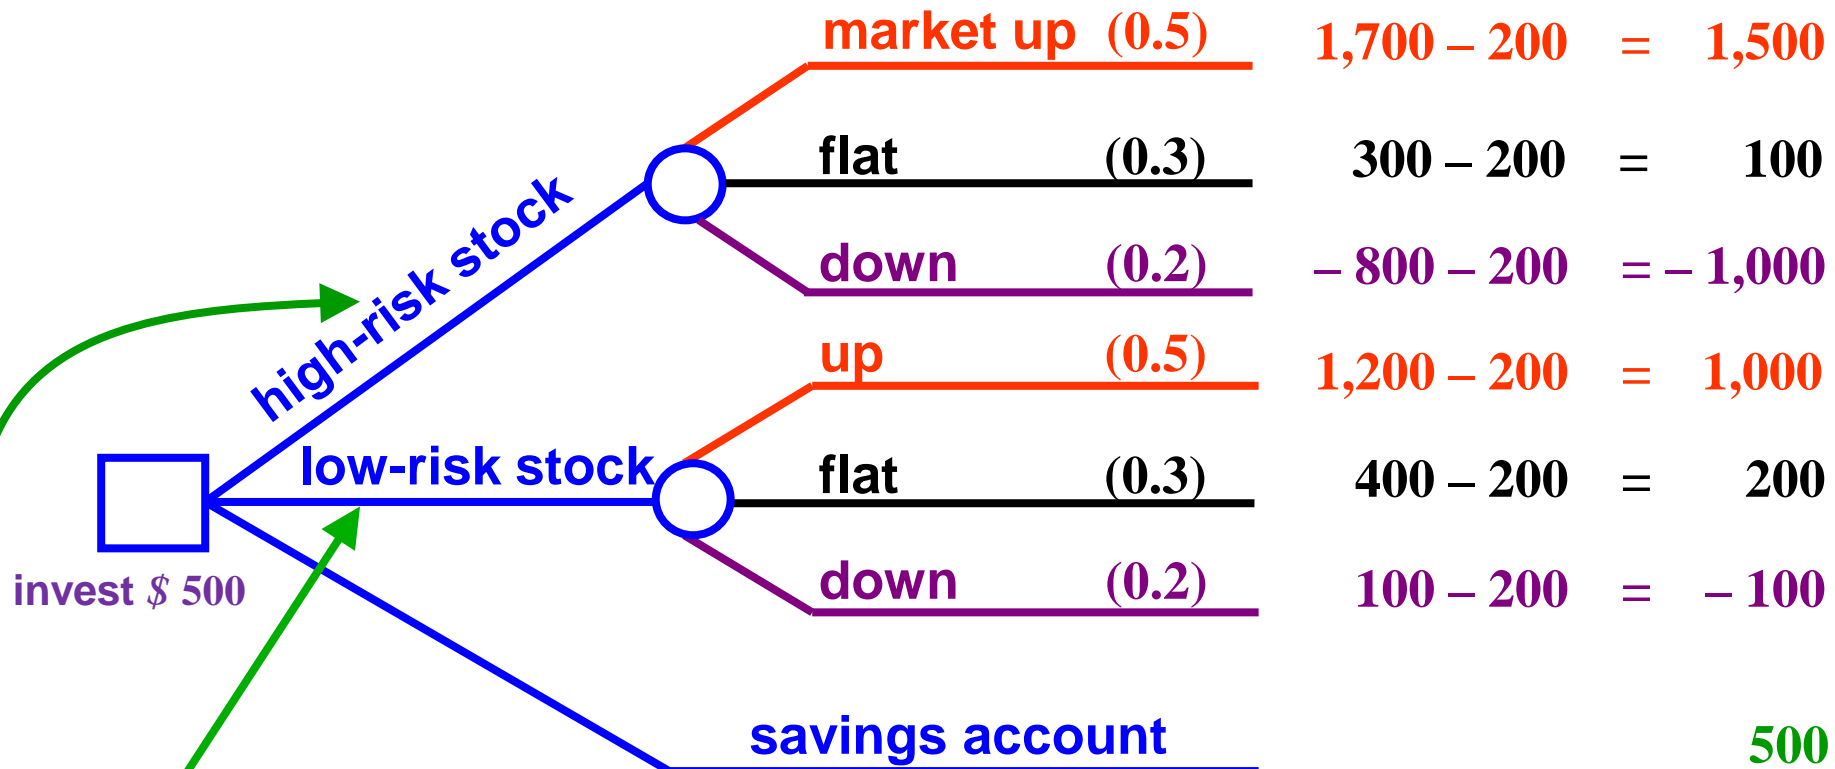 market up (0.5) 1,700 – 200 = 1,500
flat (0.3) 300 – 200 = 100
down (0.2) – 800 – 200 = – 1,000
high-risk stock
up (0.5) 1,200 – 200 = 1,000
low-risk stock
flat (0.3) 400 – 200 = 200
invest $ 500
down (0.2) 100 – 200 = – 100
savings account 500